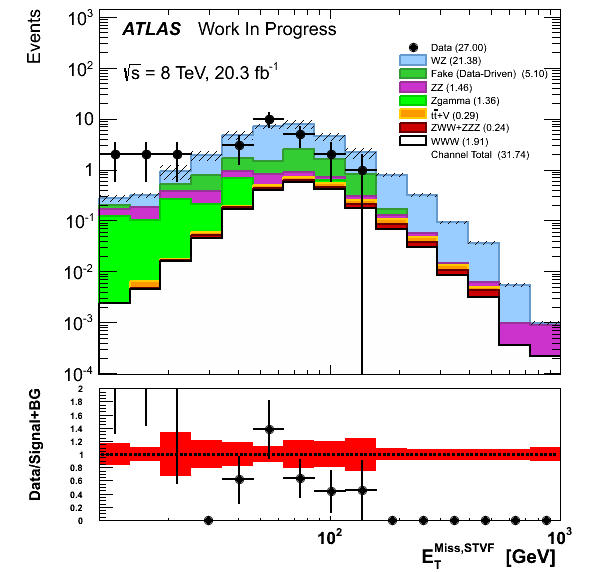 Events
10³
10²
10
1
10⁻¹
10⁻²
10⁻³
10⁻⁴
ATLAS Work In Progress
√s = 8 TeV, 20.3 fb⁻¹
Data (27.00)
WZ (21.38)
Fake (Data-Driven) (5.10)
ZZ (1.46)
Zgamma (1.36)
tt̄+V (0.29)
ZWW+ZZZ (0.24)
WWW (1.91)
Channel Total (31.74)
Data/Signal+BG
2
1.8
1.6
1.4
1.2
1
0.8
0.6
0.4
0.2
0
10² 10³
E_T^Miss,STVF [GeV]